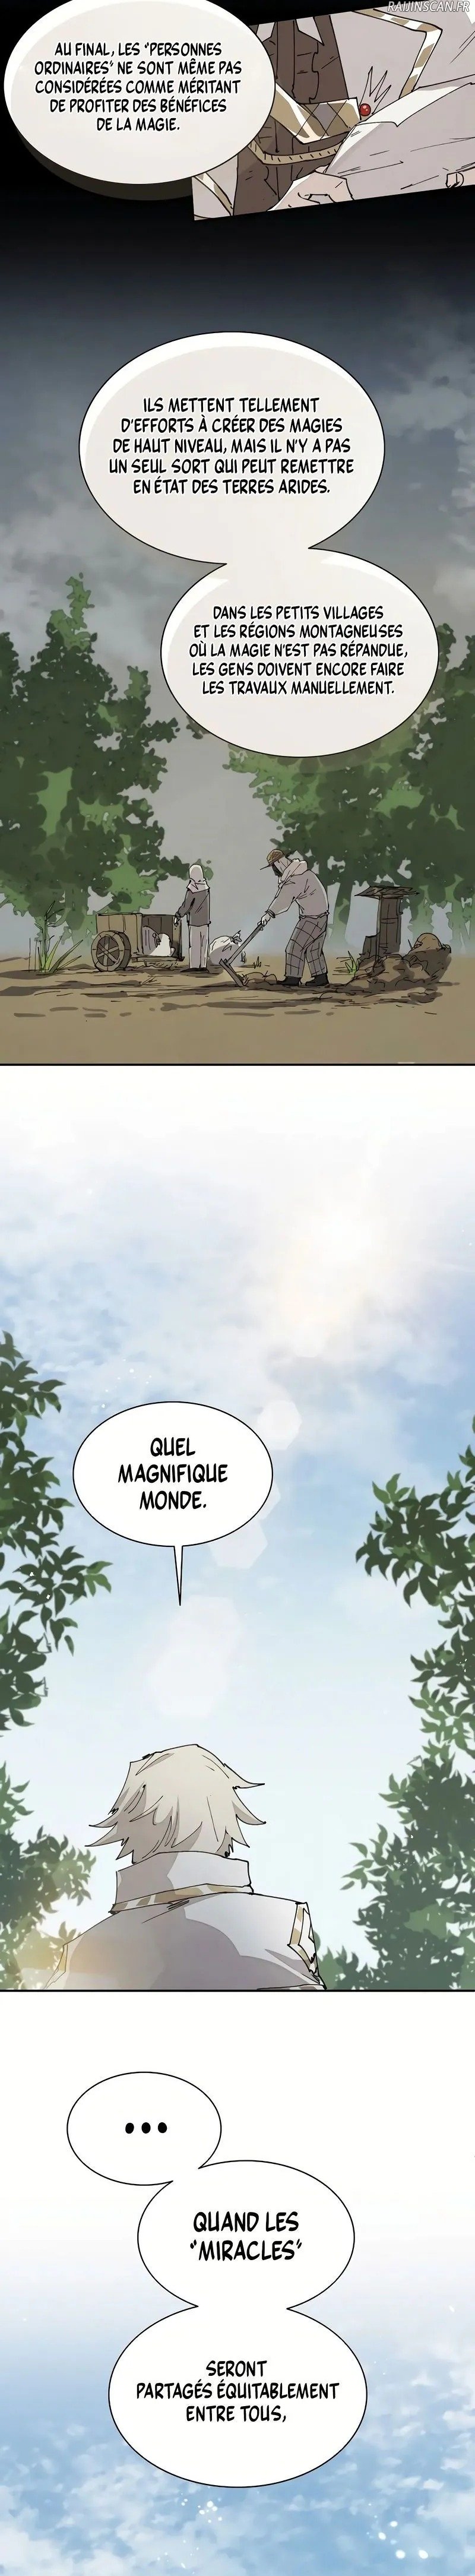 RAIJINSCAN.FR
AU FINAL, LES "PERSONNES
ORDINAIRES" NE SONT MÊME PAS
CONSIDÉRÉES COMME MÉRITANT
DE PROFITER DES BÉNÉFICES
DE LA MAGIE.
ILS METTENT TELLEMENT
D'EFFORTS À CRÉER DES MAGIES
DE HAUT NIVEAU, MAIS IL N'Y A PAS
UN SEUL SORT QUI PEUT REMETTRE
EN ÉTAT DES TERRES ARIDES.
DANS LES PETITS VILLAGES
ET LES RÉGIONS MONTAGNEUSES
OÙ LA MAGIE N'EST PAS RÉPANDUE,
LES GENS DOIVENT ENCORE FAIRE
LES TRAVAUX MANUELLEMENT.
QUEL
MAGNIFIQUE
MONDE.
...
QUAND LES
"MIRACLES"
SERONT
PARTAGÉS ÉQUITABLEMENT
ENTRE TOUS,